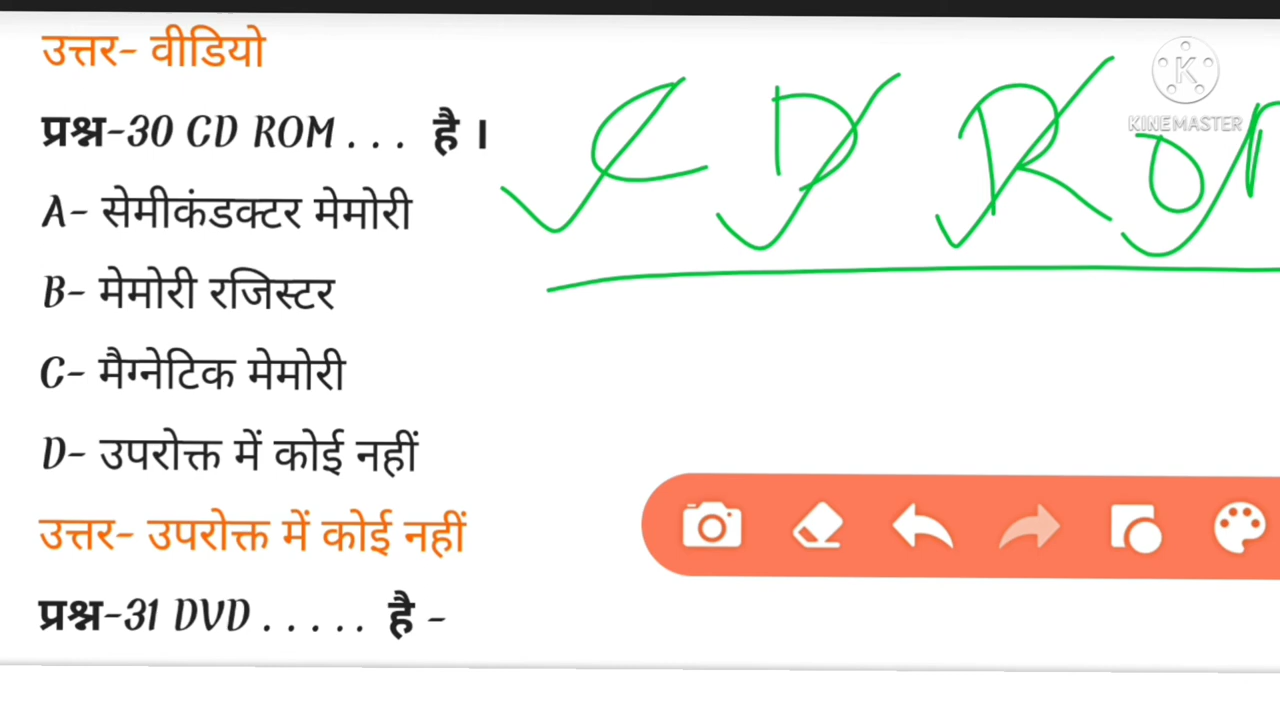 उत्तर- वीडियो
प्रश्न-30 CD ROM . . . है ।
A- सेमीकंडक्टर मेमोरी
B- मेमोरी रजिस्टर
C- मैग्नेटिक मेमोरी
D- उपरोक्त में कोई नहीं
उत्तर- उपरोक्त में कोई नहीं
प्रश्न-31 DVD . . . . . है -
C D R o
K
KINEMASTER